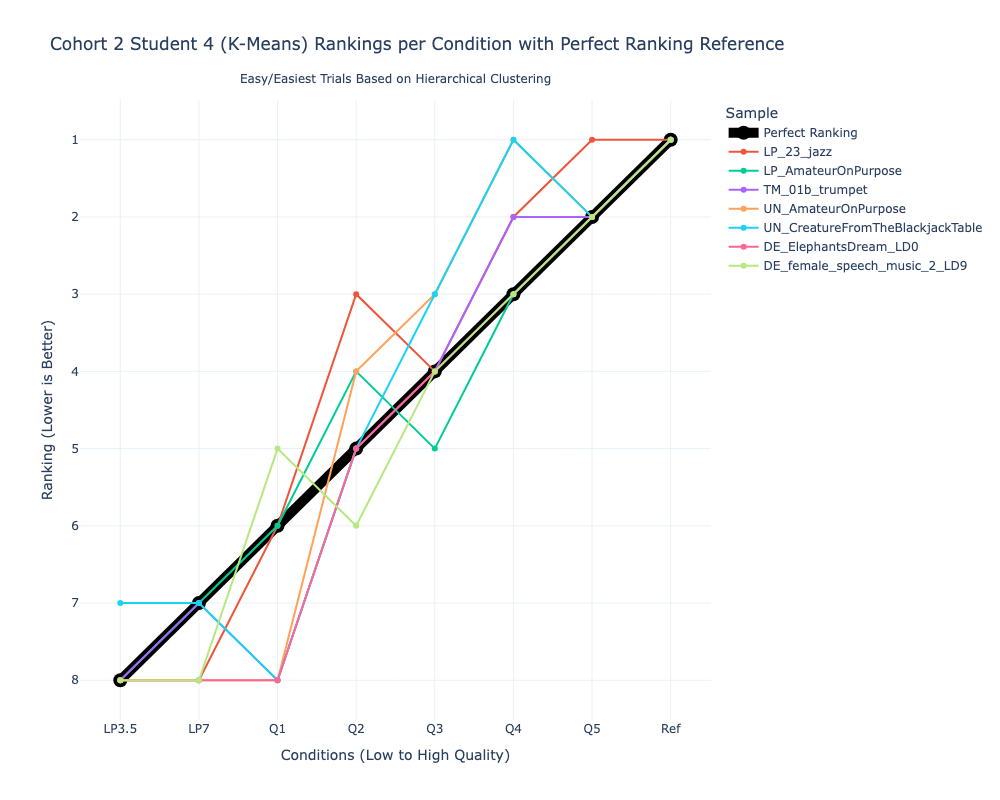 Cohort 2 Student 4 (K-Means) Rankings per Condition with Perfect Ranking Reference
Easy/Easiest Trials Based on Hierarchical Clustering
Sample
Perfect Ranking
LP_23_jazz
LP_AmateurOnPurpose
TM_01b_trumpet
UN_AmateurOnPurpose
UN_CreatureFromTheBlackjackTable
DE_ElephantsDream_LD0
DE_female_speech_music_2_LD9
Ranking (Lower is Better)
1
2
3
4
5
6
7
8
LP3.5 LP7 Q1 Q2 Q3 Q4 Q5 Ref
Conditions (Low to High Quality)